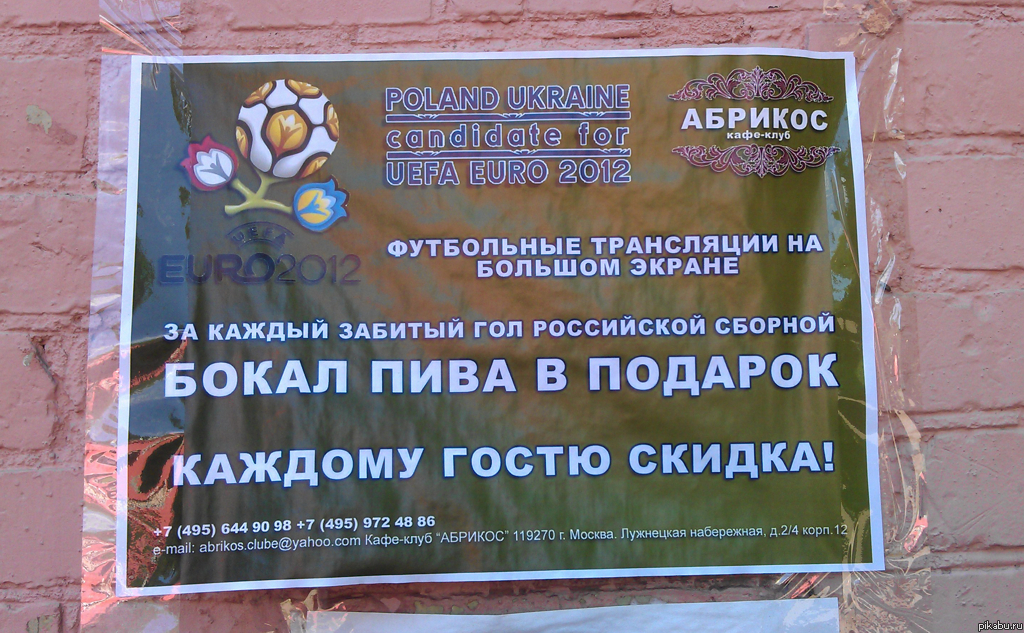 POLAND UKRAINE
candidate for
UEFA EURO 2012
АБРИКОС
кафе-клуб
UEFA
EURO2012
ФУТБОЛЬНЫЕ ТРАНСЛЯЦИИ НА
БОЛЬШОМ ЭКРАНЕ
ЗА КАЖДЫЙ ЗАБИТЫЙ ГОЛ РОССИЙСКОЙ СБОРНОЙ
БОКАЛ ПИВА В ПОДАРОК
КАЖДОМУ ГОСТЮ СКИДКА!
+7 (495) 644 90 98 +7 (495) 972 48 86
e-mail: abrikos.clube@yahoo.com Кафе-клуб "АБРИКОС" 119270 г. Москва. Лужнецкая набережная, д.2/4 корп.12
pikabu.ru